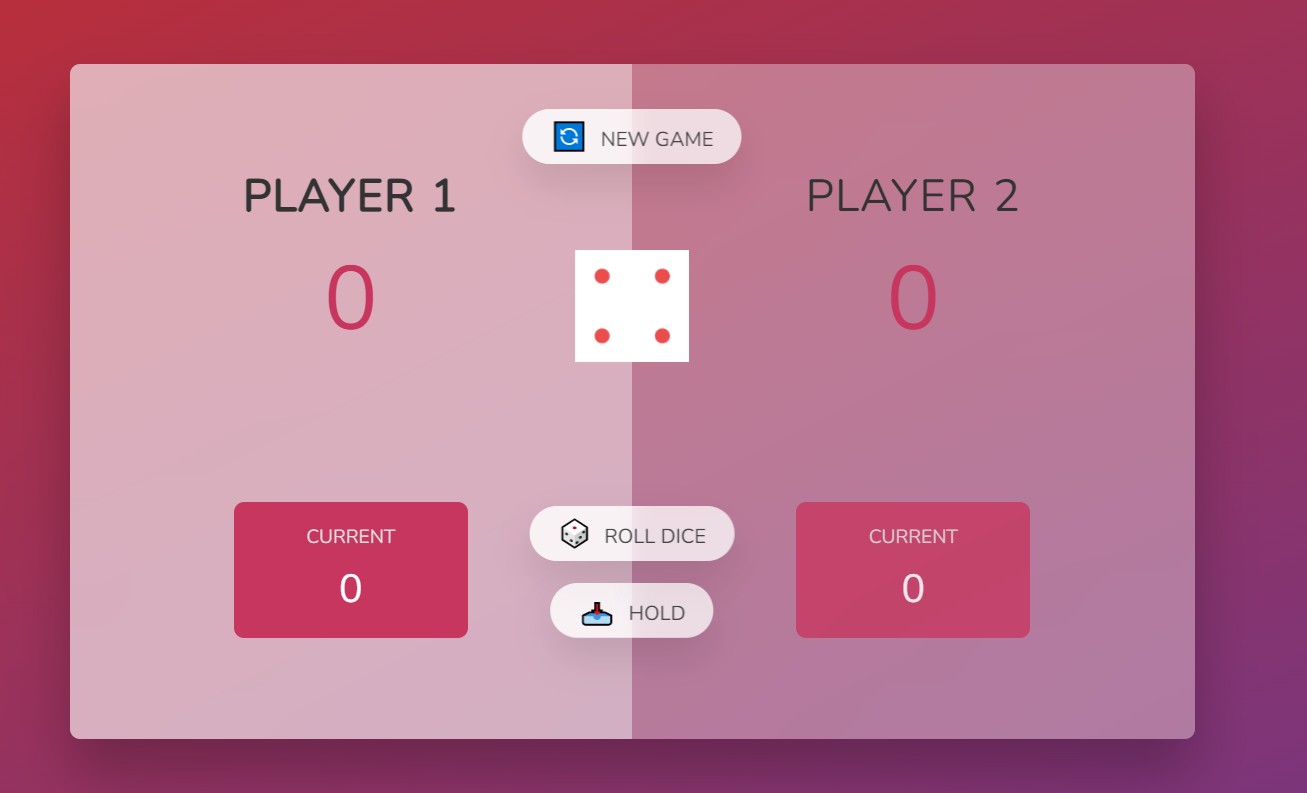 NEW GAME
PLAYER 1
PLAYER 2
0
0
CURRENT
0
ROLL DICE
HOLD
CURRENT
0